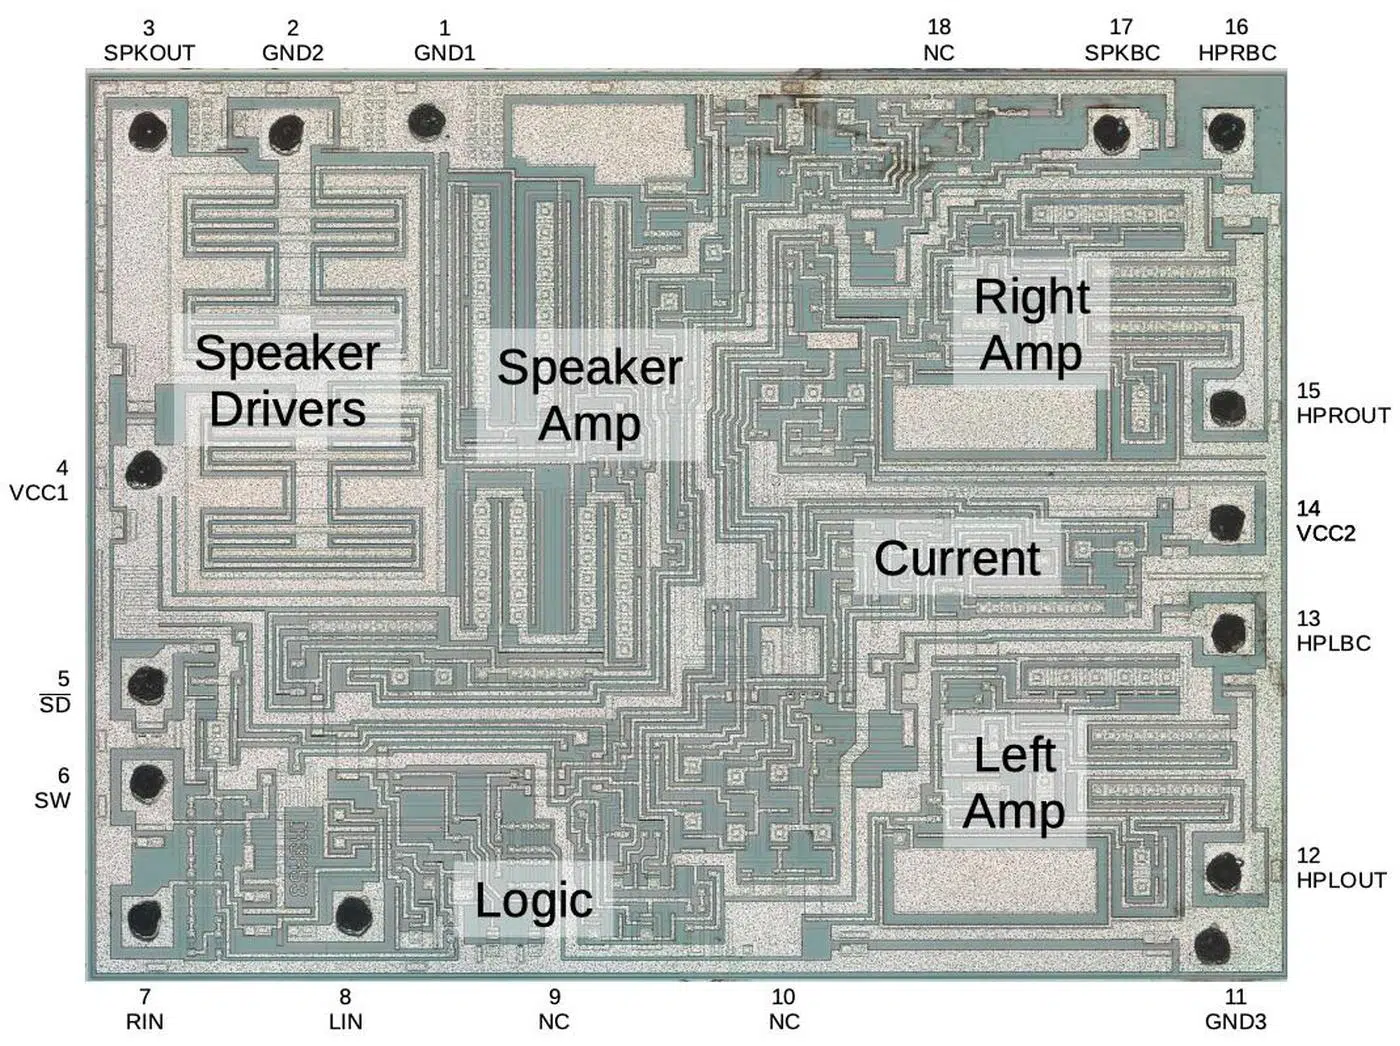 3
SPKOUT
2
GND2
1
GND1
18
NC
17
SPKBC
16
HPRBC
Speaker
Drivers
Speaker
Amp
Right
Amp
15
HPROUT
4
VCC1
14
VCC2
Current
13
HPLBC
5
SD
6
SW
Left
Amp
12
HPLOUT
Logic
7
RIN
8
LIN
9
NC
10
NC
11
GND3